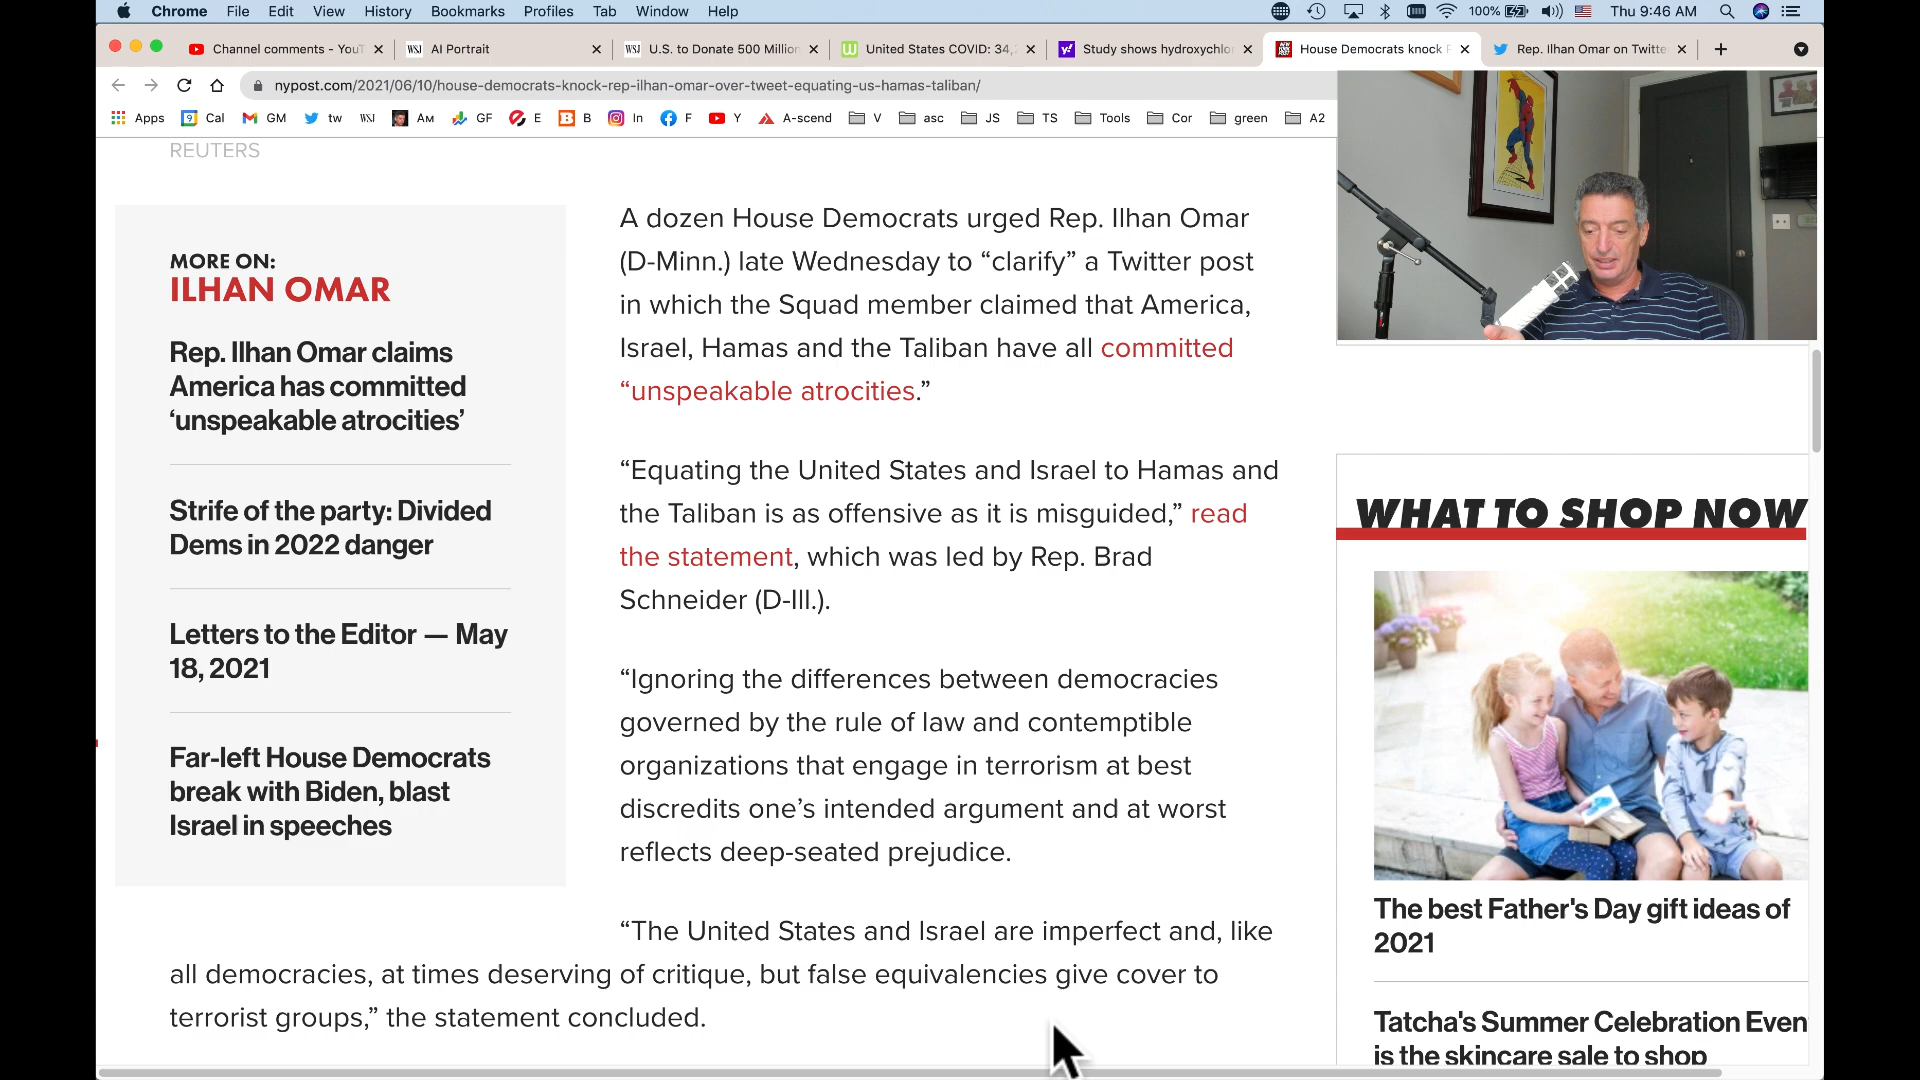 Chrome File Edit View History Bookmarks Profiles Tab Window Help 100% Thu 9:46 AM
Channel comments - YouT AI Portrait U.S. to Donate 500 Million United States COVID: 34, Study shows hydroxychlor House Democrats knock R Rep. Ilhan Omar on Twitte
nypost.com/2021/06/10/house-democrats-knock-rep-ilhan-omar-over-tweet-equating-us-hamas-taliban/
Apps Cal GM tw AM GF E B In F Y A-scend V asc JS TS Tools Cor green A2
REUTERS
MORE ON:
ILHAN OMAR
Rep. Ilhan Omar claims
America has committed
‘unspeakable atrocities’
Strife of the party: Divided
Dems in 2022 danger
Letters to the Editor — May
18, 2021
Far-left House Democrats
break with Biden, blast
Israel in speeches
A dozen House Democrats urged Rep. Ilhan Omar
(D-Minn.) late Wednesday to “clarify” a Twitter post
in which the Squad member claimed that America,
Israel, Hamas and the Taliban have all committed
“unspeakable atrocities.”
“Equating the United States and Israel to Hamas and
the Taliban is as offensive as it is misguided,” read
the statement, which was led by Rep. Brad
Schneider (D-Ill.).
“Ignoring the differences between democracies
governed by the rule of law and contemptible
organizations that engage in terrorism at best
discredits one’s intended argument and at worst
reflects deep-seated prejudice.
“The United States and Israel are imperfect and, like
all democracies, at times deserving of critique, but false equivalencies give cover to
terrorist groups,” the statement concluded.
WHAT TO SHOP NOW
The best Father's Day gift ideas of
2021
Tatcha's Summer Celebration Even
is the skincare sale to shop